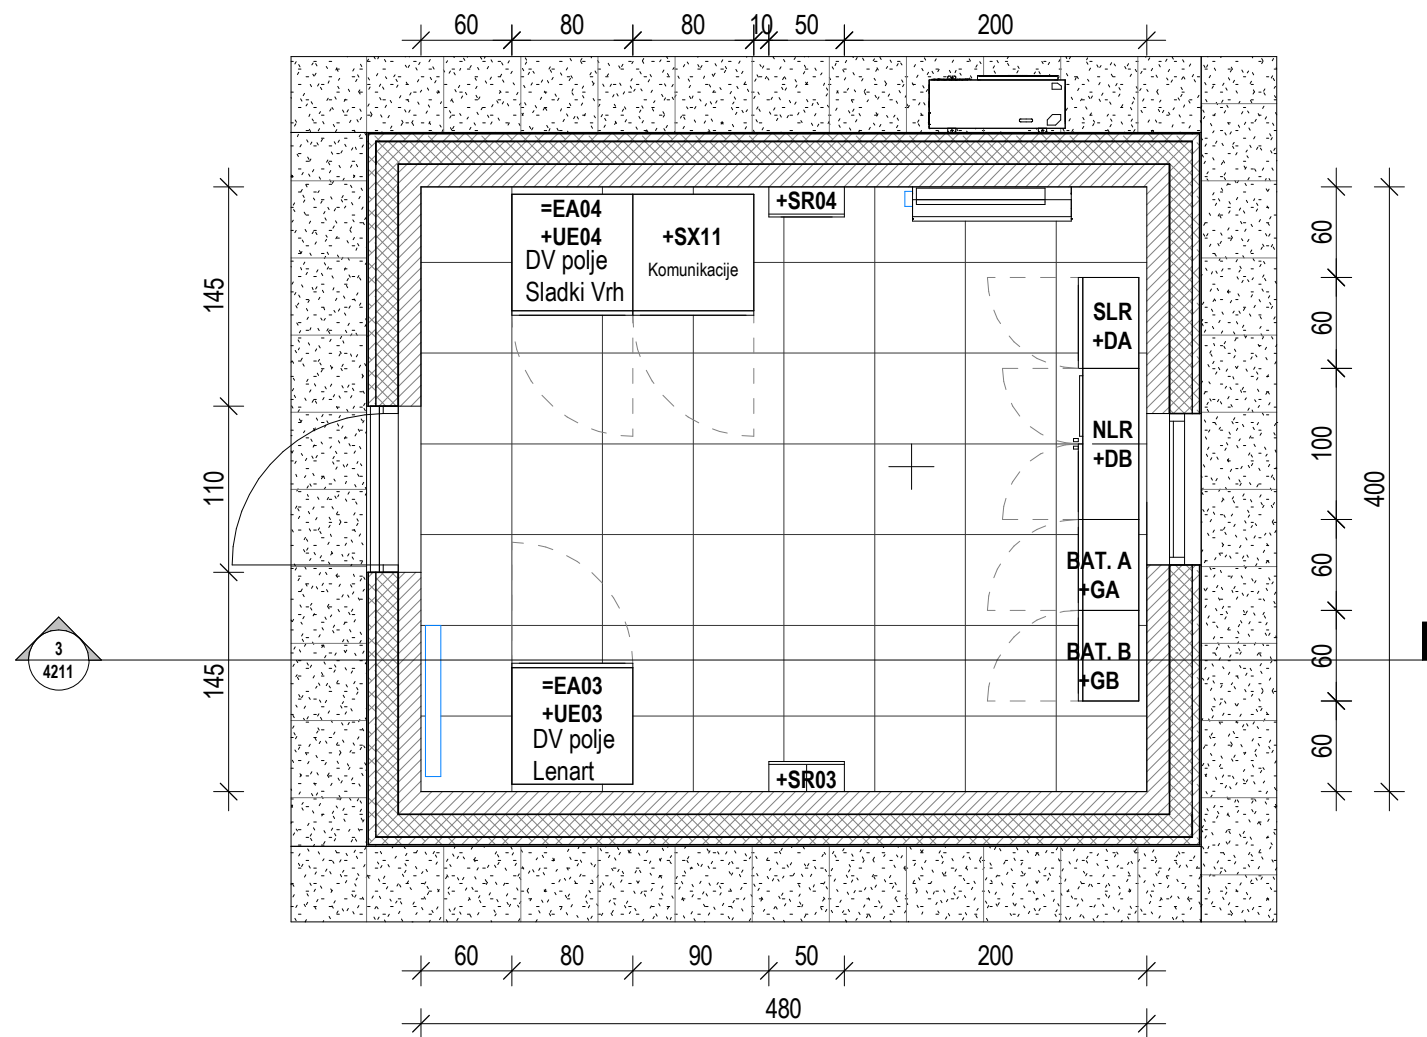 60 80 80 10 50 200
=EA04
+UE04
DV polje
Sladki Vrh
+SX11
Komunikacije
+SR04
SLR
+DA
NLR
+DB
BAT. A
+GA
BAT. B
+GB
=EA03
+UE03
DV polje
Lenart
+SR03
145
110
145
3
4211
60
60
100
60
60
60
400
60 80 90 50 200
480